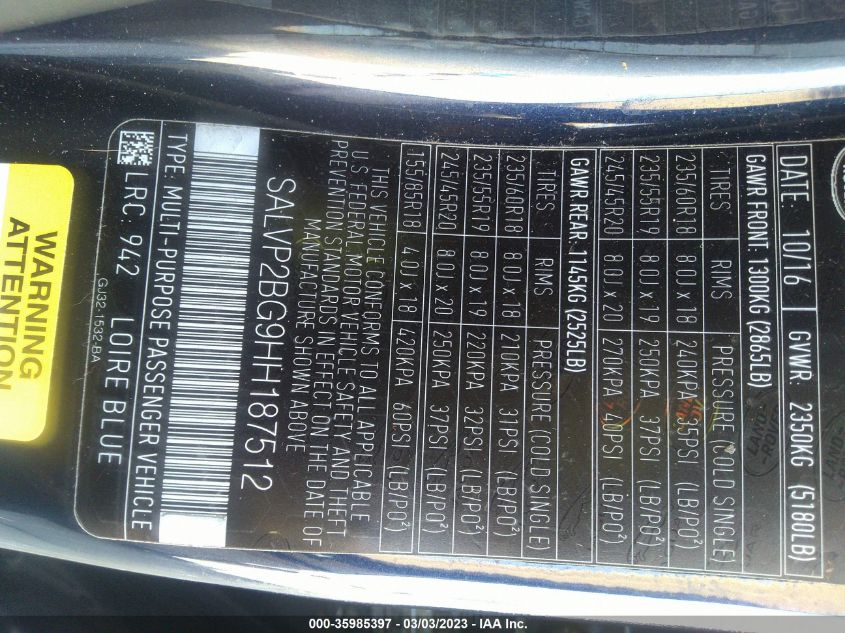 DATE: 10/16 GVWR: 2350KG (5180LB)
GAWR FRONT: 1300KG (2865LB)
TIRES RIMS PRESSURE (COLD SINGLE)
235/60R18 8.0J x 18 240KPA 35PSI (LB/PO²)
235/55R19 8.0J x 19 250KPA 37PSI (LB/PO²)
245/45R20 8.0J x 20 270KPA 40PSI (LB/PO²)
GAWR REAR: 1145KG (2525LB)
TIRES RIMS PRESSURE (COLD SINGLE)
235/60R18 8.0J x 18 210KPA 31PSI (LB/PO²)
235/55R19 8.0J x 19 220KPA 32PSI (LB/PO²)
245/45R20 8.0J x 20 250KPA 37PSI (LB/PO²)
155/85G18 4.0J x 18 420KPA 60PSI (LB/PO²)
THIS VEHICLE CONFORMS TO ALL APPLICABLE
U.S FEDERAL MOTOR VEHICLE SAFETY AND THEFT
PREVENTION STANDARDS IN EFFECT ON THE DATE OF
MANUFACTURE SHOWN ABOVE
SALVP2BG9HH187512
TYPE: MULTI-PURPOSE PASSENGER VEHICLE
LRC 942 LOIRE BLUE
GJ32-1532-BA
WARNING
ATTENTION
LAND-
ROVER
000-35985397 - 03/03/2023 - IAA Inc.